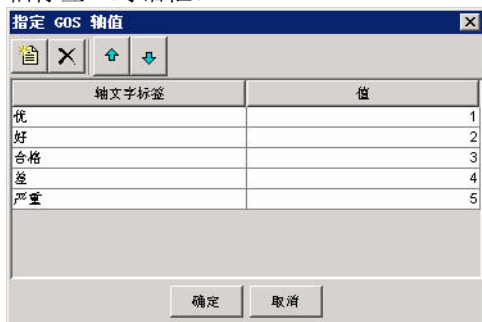 指定 GOS 轴值
轴文字标签 值
优 1
好 2
合格 3
差 4
严重 5
确定 取消